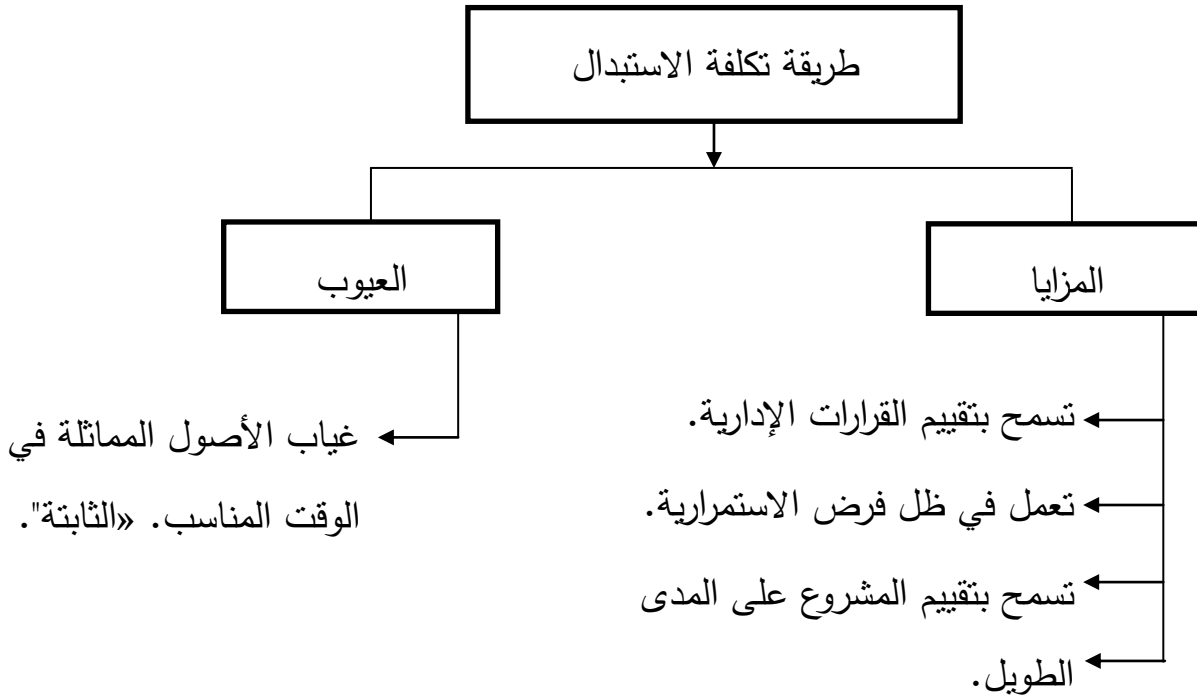 طريقة تكلفة الاستبدال
المزايا
تسمح بتقييم القرارات الإدارية.
تعمل في ظل فرض الاستمرارية.
تسمح بتقييم المشروع على المدى
الطويل.
العيوب
غياب الأصول المماثلة في
الوقت المناسب. «الثابتة".